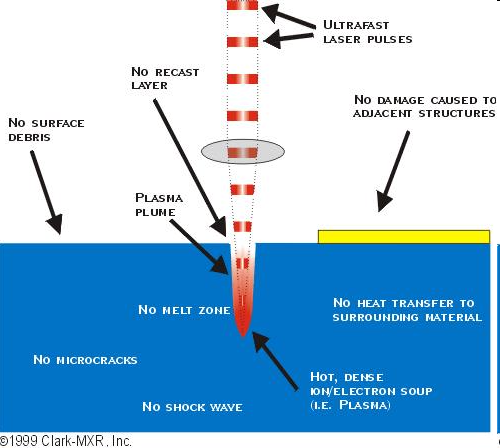 Ultrafast
laser pulses
No recast
layer
No damage caused to
adjacent structures
No surface
debris
Plasma
plume
No melt zone
No heat transfer to
surrounding material
No microcracks
Hot, dense
ion/electron soup
(i.e. Plasma)
No shock wave
©1999 Clark-MXR, Inc.